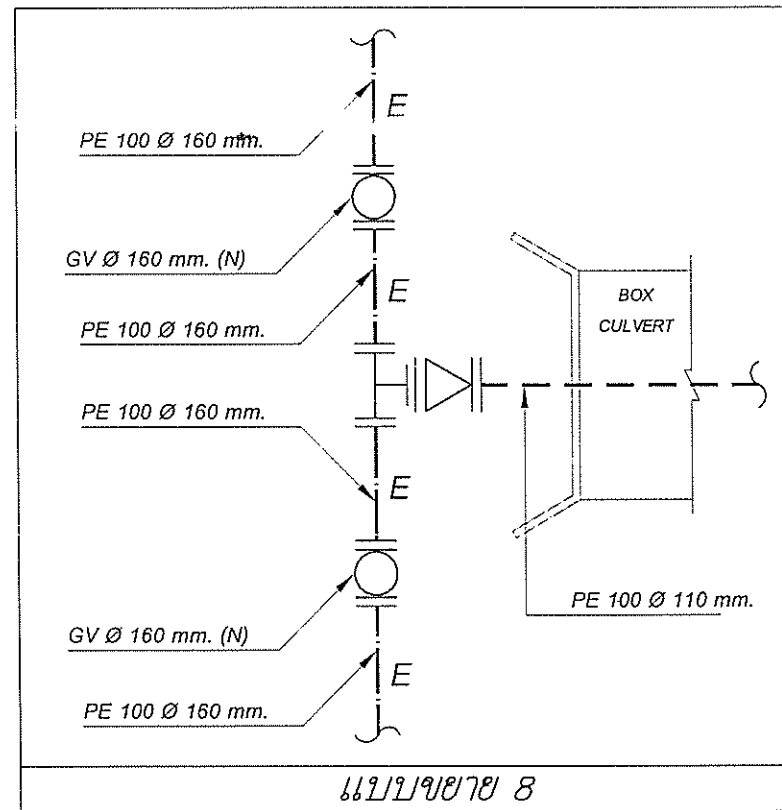 E
PE 100 Ø 160 mm.
GV Ø 160 mm. (N)
E
PE 100 Ø 160 mm.
BOX
CULVERT
PE 100 Ø 160 mm.
E
PE 100 Ø 110 mm.
GV Ø 160 mm. (N)
E
PE 100 Ø 160 mm.
แบบขยาย 8